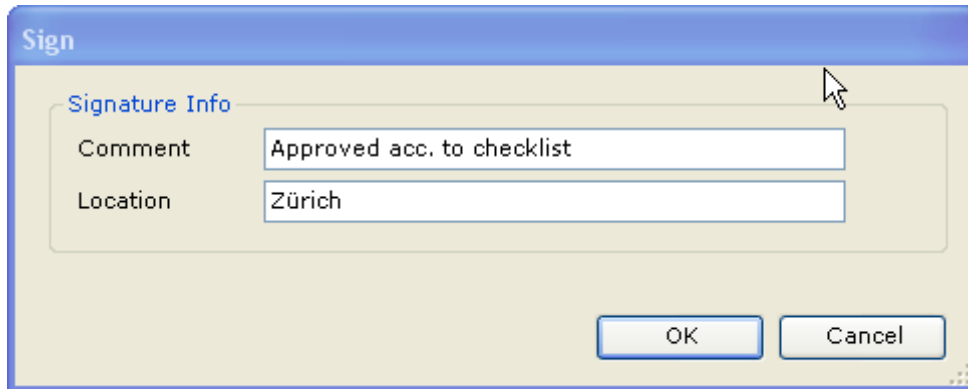 Sign
Signature Info
Comment Approved acc. to checklist
Location Zürich
OK Cancel